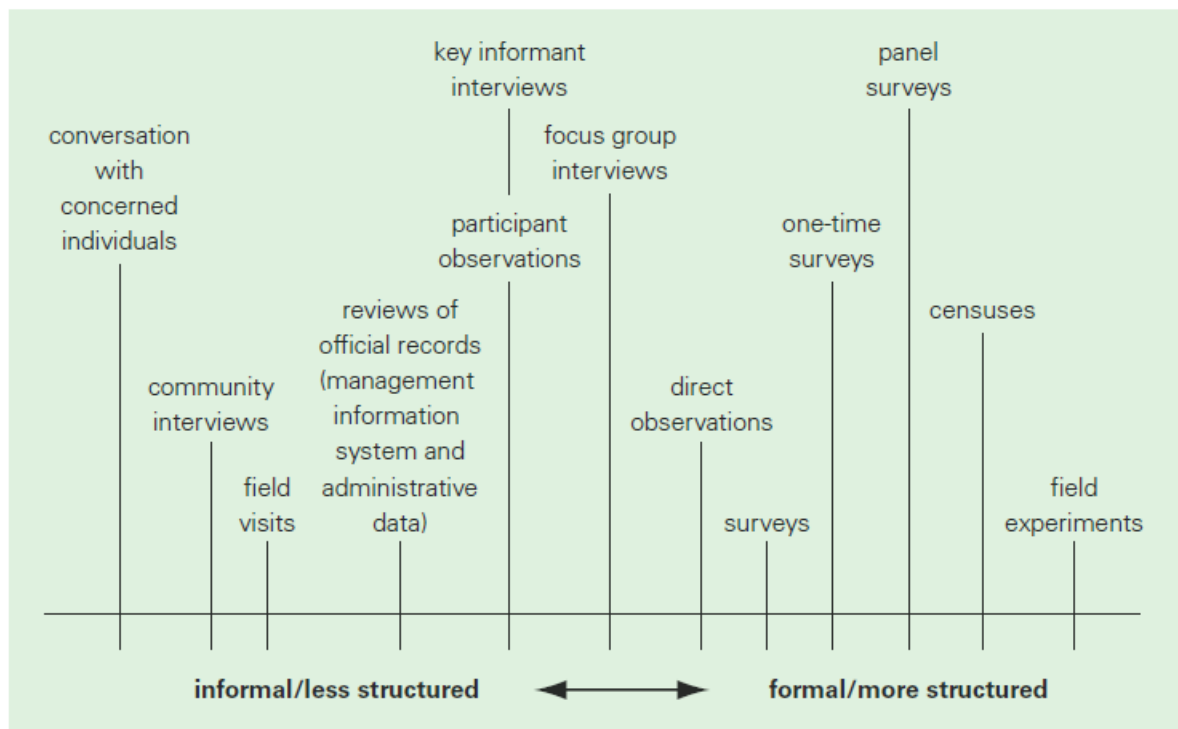 conversation
with
concerned
individuals
community
interviews
field
visits
reviews of
official records
(management
information
system and
administrative
data)
key informant
interviews
participant
observations
focus group
interviews
direct
observations
surveys
one-time
surveys
panel
surveys
censuses
field
experiments
informal/less structured
formal/more structured